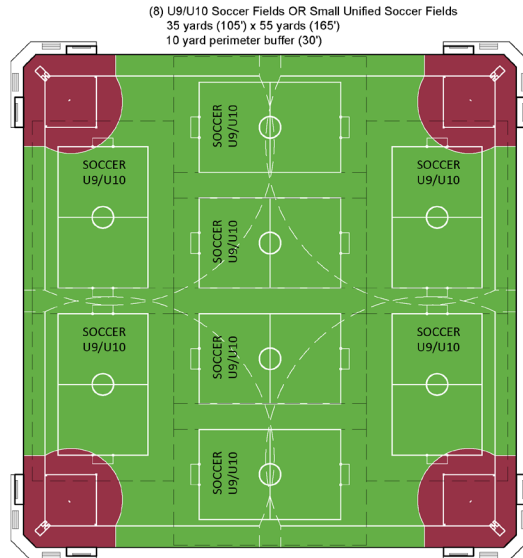 (8) U9/U10 Soccer Fields OR Small Unified Soccer Fields
35 yards (105') x 55 yards (165')
10 yard perimeter buffer (30')
SOCCER
U9/U10
SOCCER
U9/U10
SOCCER
U9/U10
SOCCER
U9/U10
SOCCER
U9/U10
SOCCER
U9/U10
SOCCER
U9/U10
SOCCER
U9/U10